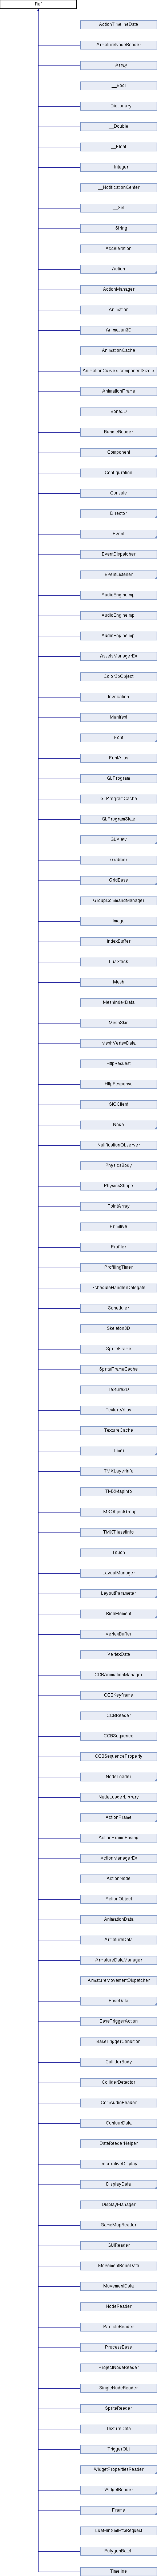 Ref
ActionTimelineData
ArmatureNodeReader
__Array
__Bool
__Dictionary
__Double
__Float
__Integer
__NotificationCenter
__Set
__String
Acceleration
Action
ActionManager
Animation
Animation3D
AnimationCache
AnimationCurve< componentSize >
AnimationFrame
Bone3D
BundleReader
Component
Configuration
Console
Director
Event
EventDispatcher
EventListener
AudioEngineImpl
AudioEngineImpl
AudioEngineImpl
AssetsManagerEx
Color3bObject
Invocation
Manifest
Font
FontAtlas
GLProgram
GLProgramCache
GLProgramState
GLView
Grabber
GridBase
GroupCommandManager
Image
IndexBuffer
LuaStack
Mesh
MeshIndexData
MeshSkin
MeshVertexData
HttpRequest
HttpResponse
SIOClient
Node
NotificationObserver
PhysicsBody
PhysicsShape
PointArray
Primitive
Profiler
ProfilingTimer
ScheduleHandlerDelegate
Scheduler
Skeleton3D
SpriteFrame
SpriteFrameCache
Texture2D
TextureAtlas
TextureCache
Timer
TMXLayerInfo
TMXMapInfo
TMXObjectGroup
TMXTilesetInfo
Touch
LayoutManager
LayoutParameter
RichElement
VertexBuffer
VertexData
CCBAnimationManager
CCBKeyframe
CCBReader
CCBSequence
CCBSequenceProperty
NodeLoader
NodeLoaderLibrary
ActionFrame
ActionFrameEasing
ActionManagerEx
ActionNode
ActionObject
AnimationData
ArmatureData
ArmatureDataManager
ArmatureMovementDispatcher
BaseData
BaseTriggerAction
BaseTriggerCondition
ColliderBody
ColliderDetector
ComAudioReader
ContourData
DataReaderHelper
DecorativeDisplay
DisplayData
DisplayManager
GameMapReader
GUIReader
MovementBoneData
MovementData
NodeReader
ParticleReader
ProcessBase
ProjectNodeReader
SingleNodeReader
SpriteReader
TextureData
TriggerObj
WidgetPropertiesReader
WidgetReader
Frame
LuaMinXmlHttpRequest
PolygonBatch
Timeline